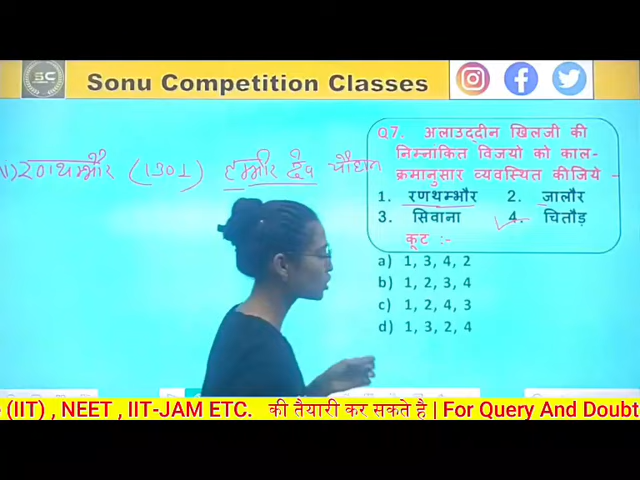 SC
Sonu Competition Classes
Q7. अलाउद्दीन खिलजी की
निम्नाकित विजयो को काल-
क्रमानुसार व्यवस्थित कीजिये -
1. रणथम्भौर 2. जालौर
3. सिवाना 4. चितौड़
कूट :-
a) 1, 3, 4, 2
b) 1, 2, 3, 4
c) 1, 2, 4, 3
d) 1, 3, 2, 4
रणथम्भौर (1301) हम्मीर देव चौहान
(IIT) , NEET , IIT-JAM ETC. की तैयारी कर सकते है | For Query And Doubt